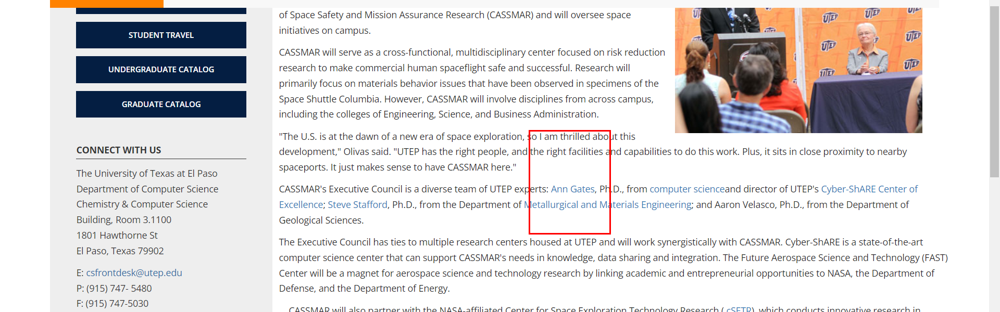 STUDENT TRAVEL
UNDERGRADUATE CATALOG
GRADUATE CATALOG
CONNECT WITH US
The University of Texas at El Paso
Department of Computer Science
Chemistry & Computer Science
Building, Room 3.1100
1801 Hawthorne St
El Paso, Texas 79902
E: csfrontdesk@utep.edu
P: (915) 747- 5480
F: (915) 747-5030
of Space Safety and Mission Assurance Research (CASSMAR) and will oversee space
initiatives on campus.
CASSMAR will serve as a cross-functional, multidisciplinary center focused on risk reduction
research to make commercial human spaceflight safe and successful. Research will
primarily focus on materials behavior issues that have been observed in specimens of the
Space Shuttle Columbia. However, CASSMAR will involve disciplines from across campus,
including the colleges of Engineering, Science, and Business Administration.
"The U.S. is at the dawn of a new era of space exploration, so I am thrilled about this
development," Olivas said. "UTEP has the right people, and the right facilities and capabilities to do this work. Plus, it sits in close proximity to nearby
spaceports. It just makes sense to have CASSMAR here."
CASSMAR's Executive Council is a diverse team of UTEP experts: Ann Gates, Ph.D., from computer scienceand director of UTEP's Cyber-ShARE Center of
Excellence; Steve Stafford, Ph.D., from the Department of Metallurgical and Materials Engineering; and Aaron Velasco, Ph.D., from the Department of
Geological Sciences.
The Executive Council has ties to multiple research centers housed at UTEP and will work synergistically with CASSMAR. Cyber-ShARE is a state-of-the-art
computer science center that can support CASSMAR's needs in knowledge, data sharing and integration. The Future Aerospace Science and Technology (FAST)
Center will be a magnet for aerospace science and technology research by linking academic and entrepreneurial opportunities to NASA, the Department of
Defense, and the Department of Energy.
CASSMAR will also partner with the NASA-affiliated Center for Space Exploration Technology Research ( cSETR), which conducts innovative research in
UTEP
UTEP
UTEP
UTEP
UTEP